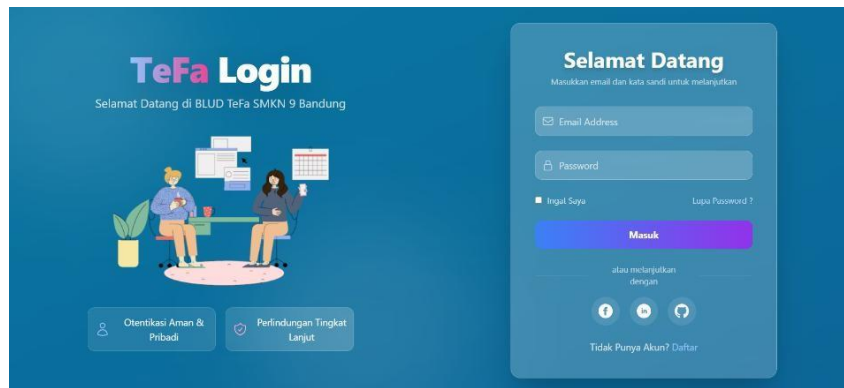 TeFa Login
Selamat Datang di BLUD TeFa SMKN 9 Bandung
Otentikasi Aman &
Pribadi
Perlindungan Tingkat
Lanjut
Selamat Datang
Masukkan email dan kata sandi untuk melanjutkan
Email Address
Password
Ingat Saya
Lupa Password ?
Masuk
atau melanjutkan
dengan
f
in
Tidak Punya Akun? Daftar